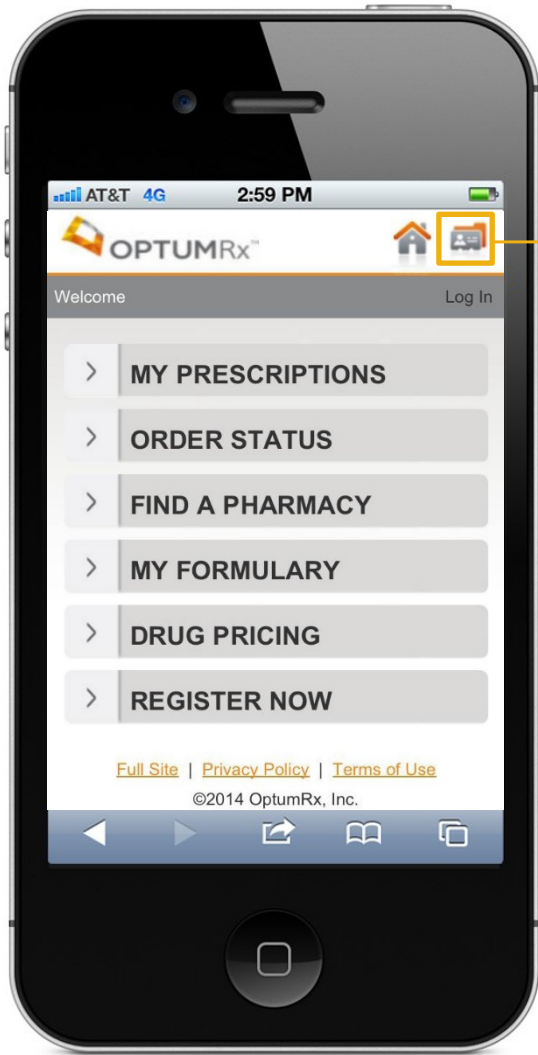 AT&T 4G 2:59 PM
OPTUMRx™
Welcome Log In
MY PRESCRIPTIONS
ORDER STATUS
FIND A PHARMACY
MY FORMULARY
DRUG PRICING
REGISTER NOW
Full Site | Privacy Policy | Terms of Use
©2014 OptumRx, Inc.